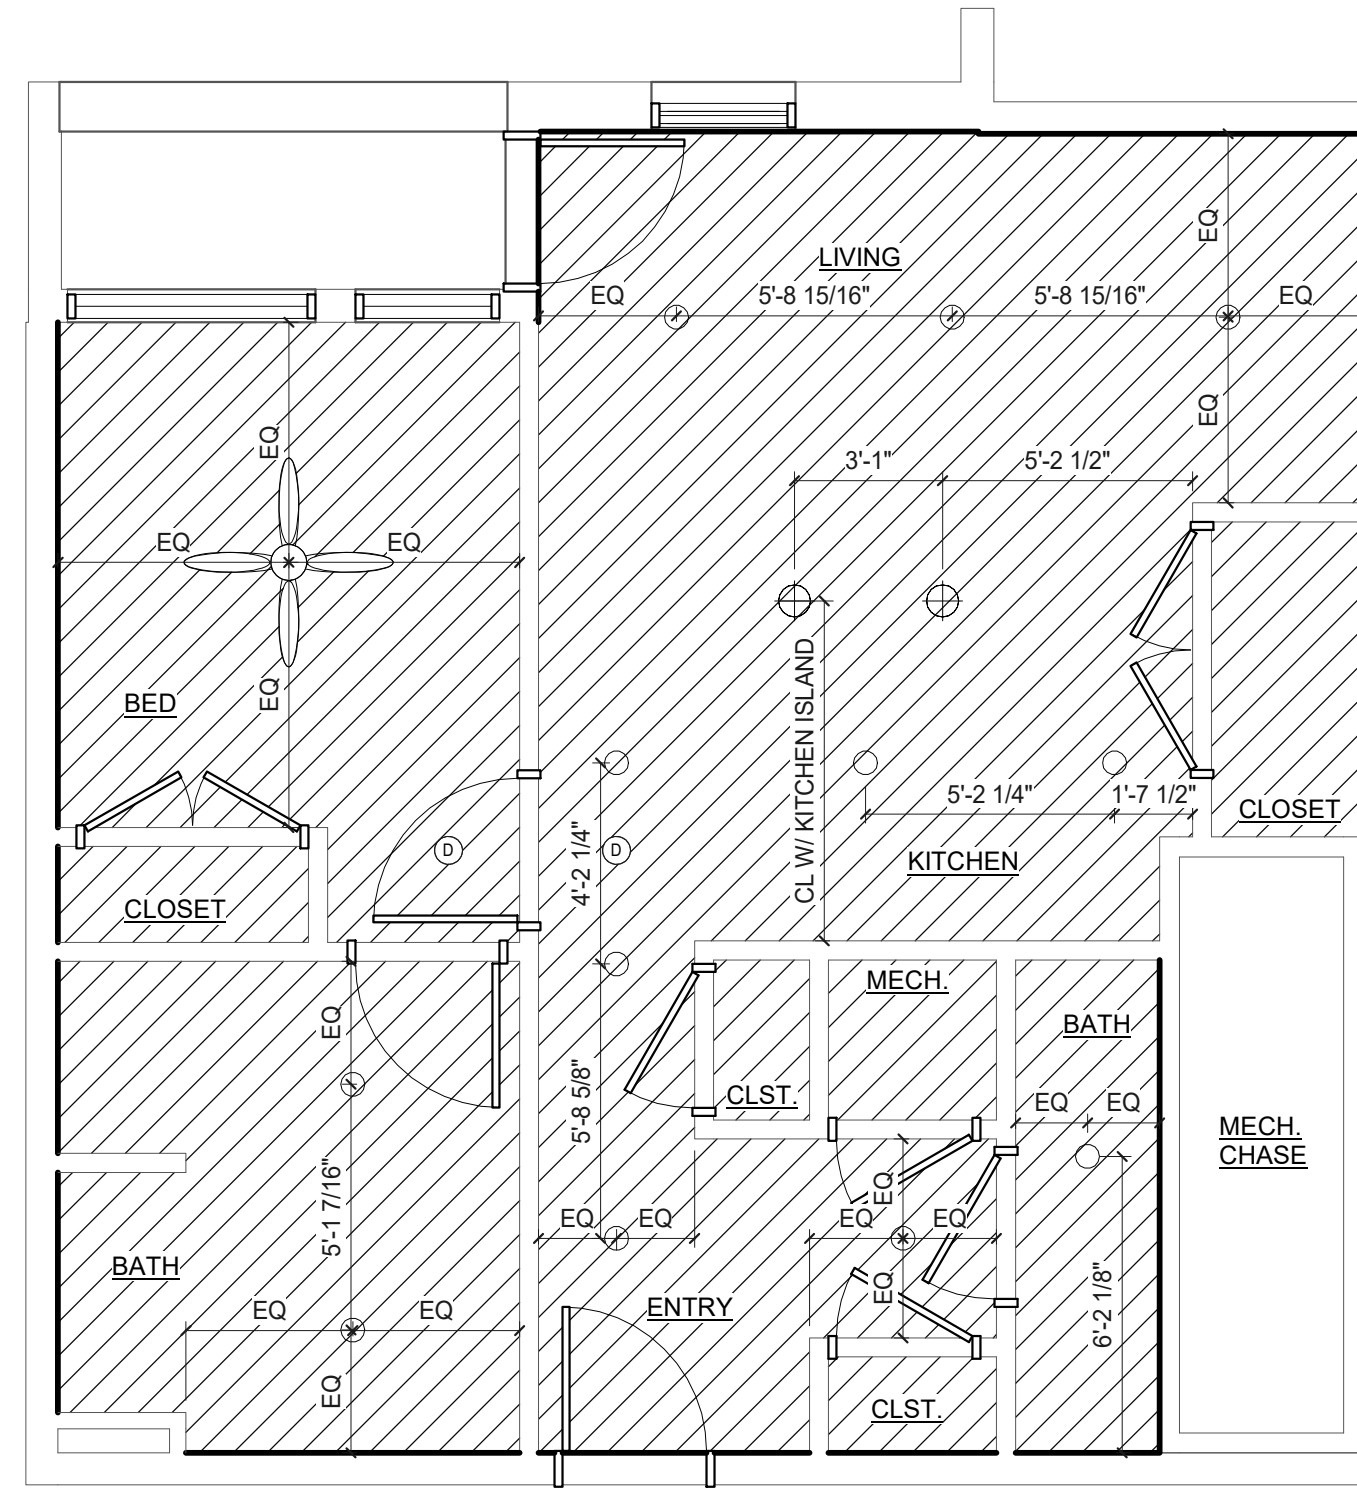 EQ
LIVING
EQ
5'-8 15/16"
5'-8 15/16"
EQ
EQ
EQ
3'-1"
5'-2 1/2"
EQ
EQ
EQ
BED
CL W/ KITCHEN ISLAND
5'-2 1/4"
1'-7 1/2"
CLOSET
D
4'-2 1/4"
D
KITCHEN
CLOSET
MECH.
EQ
BATH
5'-8 5/8"
CLST.
EQ
EQ
MECH.
CHASE
5'-1 7/16"
EQ
EQ
EQ
EQ
EQ
BATH
EQ
6'-2 1/8"
EQ
EQ
ENTRY
EQ
CLST.